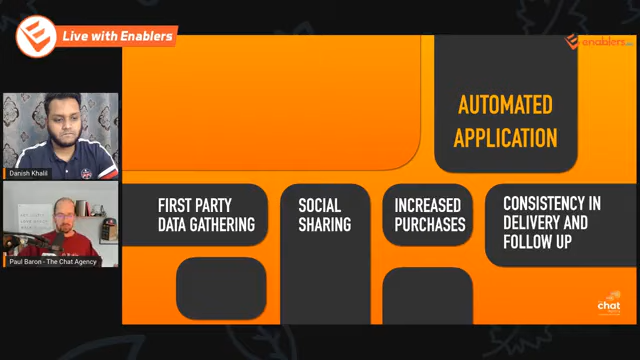 Live with Enablers
enablers
AUTOMATED
APPLICATION
Danish Khalil
FIRST PARTY
DATA GATHERING
SOCIAL
SHARING
INCREASED
PURCHASES
CONSISTENCY IN
DELIVERY AND
FOLLOW UP
Paul Baron - The Chat Agency
chat